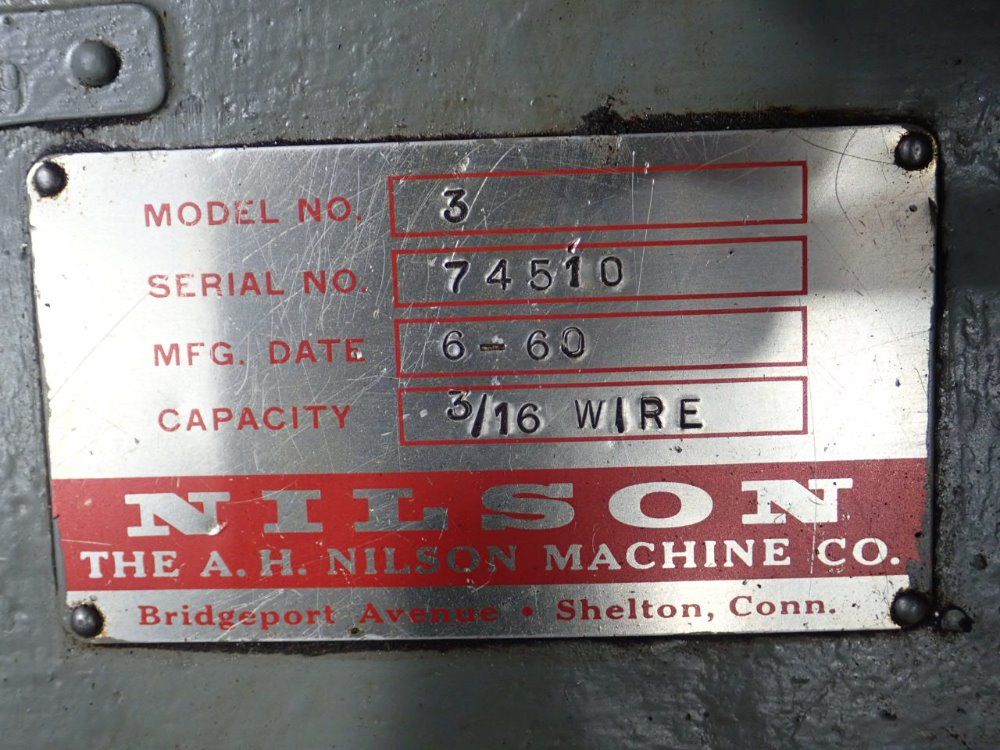 MODEL NO. 3
SERIAL NO. 74510
MFG. DATE 6-60
CAPACITY 3/16 WIRE
NILSON
THE A. H. NILSON MACHINE CO.
Bridgeport Avenue • Shelton, Conn.